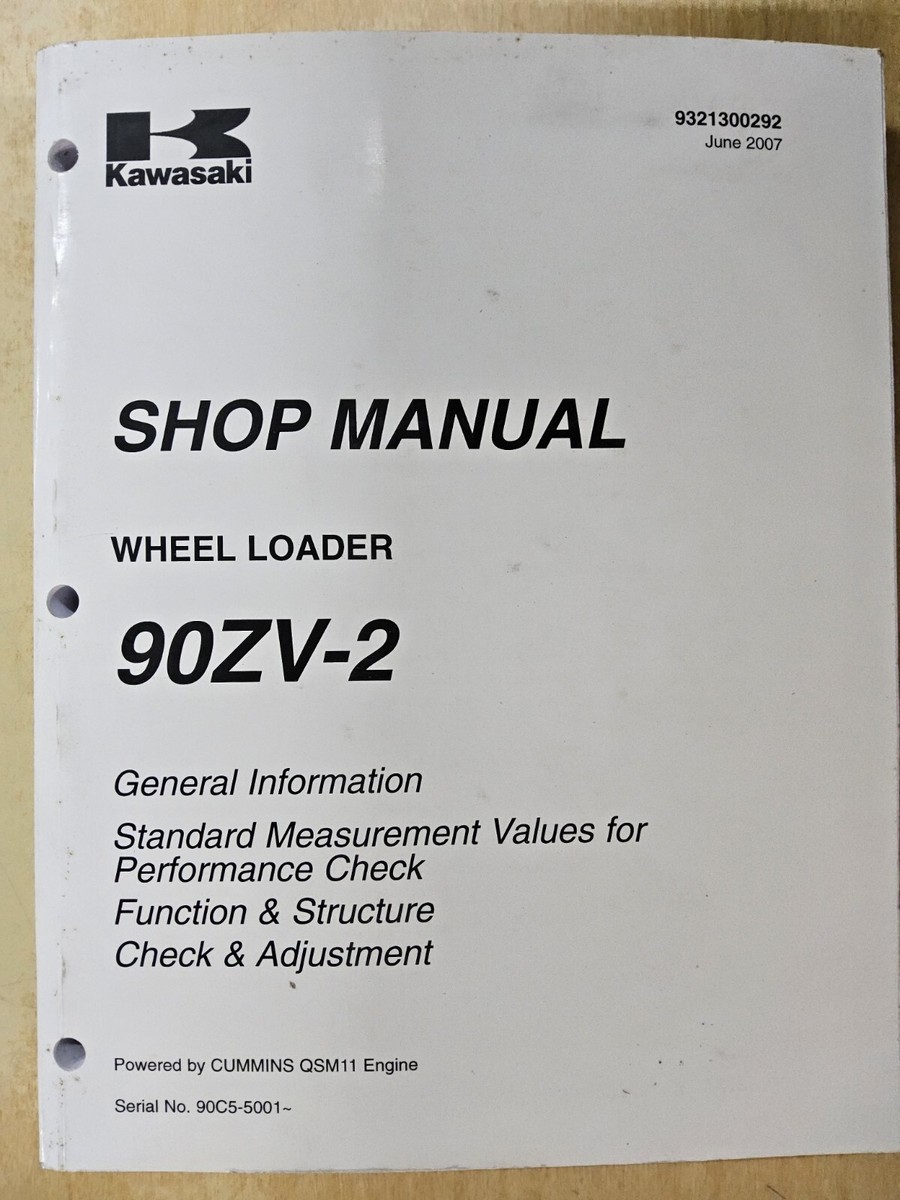 Kawasaki
9321300292
June 2007
SHOP MANUAL
WHEEL LOADER
90ZV-2
General Information
Standard Measurement Values for
Performance Check
Function & Structure
Check & Adjustment
Powered by CUMMINS QSM11 Engine
Serial No. 90C5-5001~